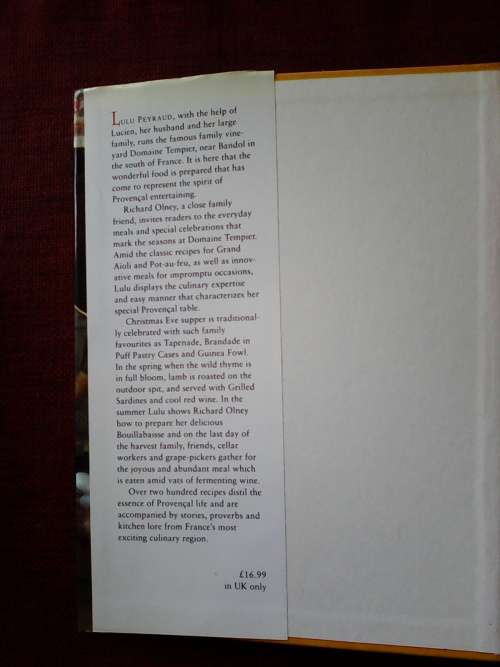 LULU PEYRAUD, with the help of
Lucien, her husband and her large
family, runs the famous family vine-
yard Domaine Tempier, near Bandol in
the south of France. It is here that the
wonderful food is prepared that has
come to represent the spirit of
Provençal entertaining.
Richard Olney, a close family
friend, invites readers to the everyday
meals and special celebrations that
mark the seasons at Domaine Tempier.
Amid the classic recipes for Grand
Aïoli and Pot-au-feu, as well as innov-
ative meals for impromptu occasions,
Lulu displays the culinary expertise
and easy manner that characterizes her
special Provençal table.
Christmas Eve supper is traditional-
ly celebrated with such family
favourites as Tapenade, Brandade in
Puff Pastry Cases and Guinea Fowl.
In the spring when the wild thyme is
in full bloom, lamb is roasted on the
outdoor spit, and served with Grilled
Sardines and cool red wine. In the
summer Lulu shows Richard Olney
how to prepare her delicious
Bouillabaisse and on the last day of
the harvest family, friends, cellar
workers and grape-pickers gather for
the joyous and abundant meal which
is eaten amid vats of fermenting wine.
Over two hundred recipes distil the
essence of Provençal life and are
accompanied by stories, proverbs and
kitchen lore from France's most
exciting culinary region.
£16.99
in UK only